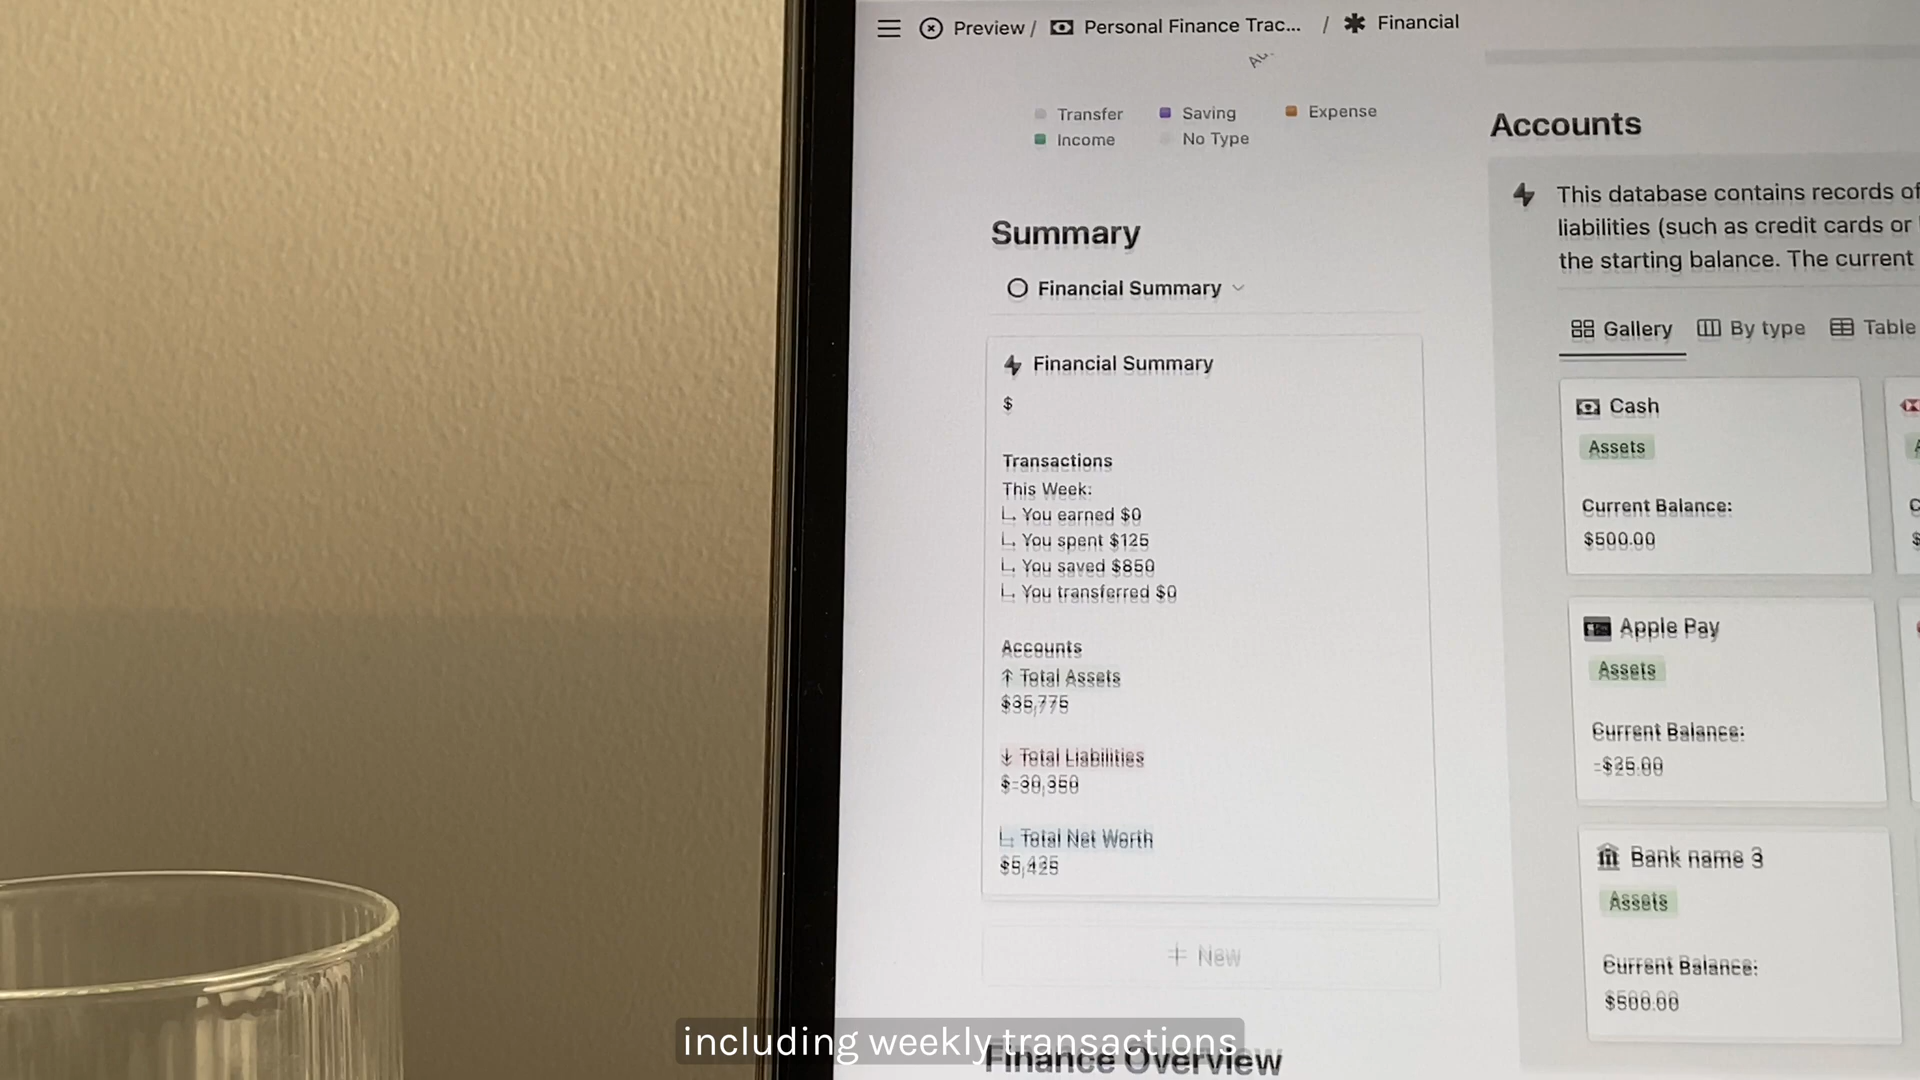 Preview / Personal Finance Trac... / Financial
Transfer Saving Expense
Income No Type
Summary
Financial Summary
Financial Summary
$
Transactions
This Week:
You earned $0
You spent $125
You saved $850
You transferred $0
Accounts
↑ Total Assets
$35,775
↓ Total Liabilities
$-30,350
Total Net Worth
$5,425
+ New
Finance Overview
Accounts
This database contains records of
liabilities (such as credit cards or
the starting balance. The current
Gallery By type Table
Cash
Assets
Current Balance:
$500.00
Apple Pay
Assets
Current Balance:
-$25.00
Bank name 3
Assets
Current Balance:
$500.00
including weekly transactions